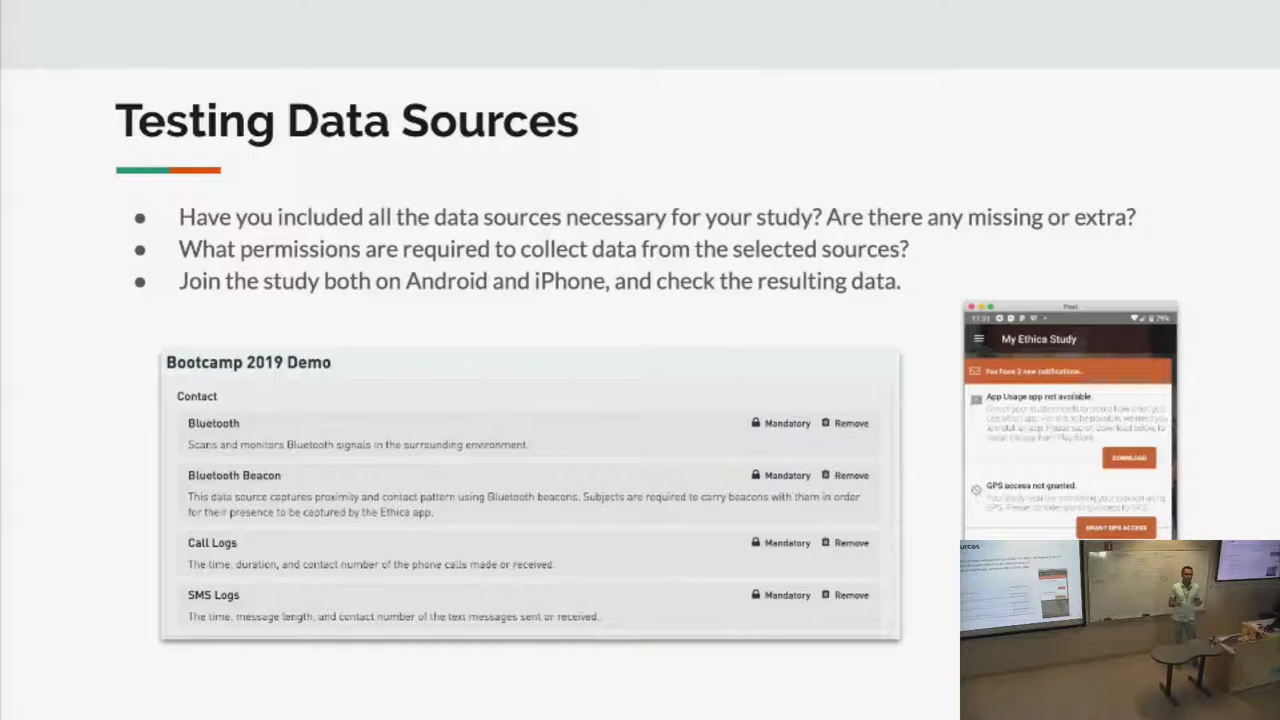 Testing Data Sources
● Have you included all the data sources necessary for your study? Are there any missing or extra?
● What permissions are required to collect data from the selected sources?
● Join the study both on Android and iPhone, and check the resulting data.
Bootcamp 2019 Demo
Contact
Bluetooth Mandatory Remove
Scans and monitors Bluetooth signals in the surrounding environment.
Bluetooth Beacon Mandatory Remove
This data source captures proximity and contact pattern using Bluetooth beacons. Subjects are required to carry beacons with them in order
for their presence to be captured by the Ethica app.
Call Logs Mandatory Remove
The time, duration, and contact number of the phone calls made or received.
SMS Logs Mandatory Remove
The time, message length, and contact number of the text messages sent or received.
Pixel
11:31 79%
My Ethica Study
You have 2 new notifications.
App Usage app not available.
DOWNLOAD
GPS access not granted.
GRANT GPS ACCESS